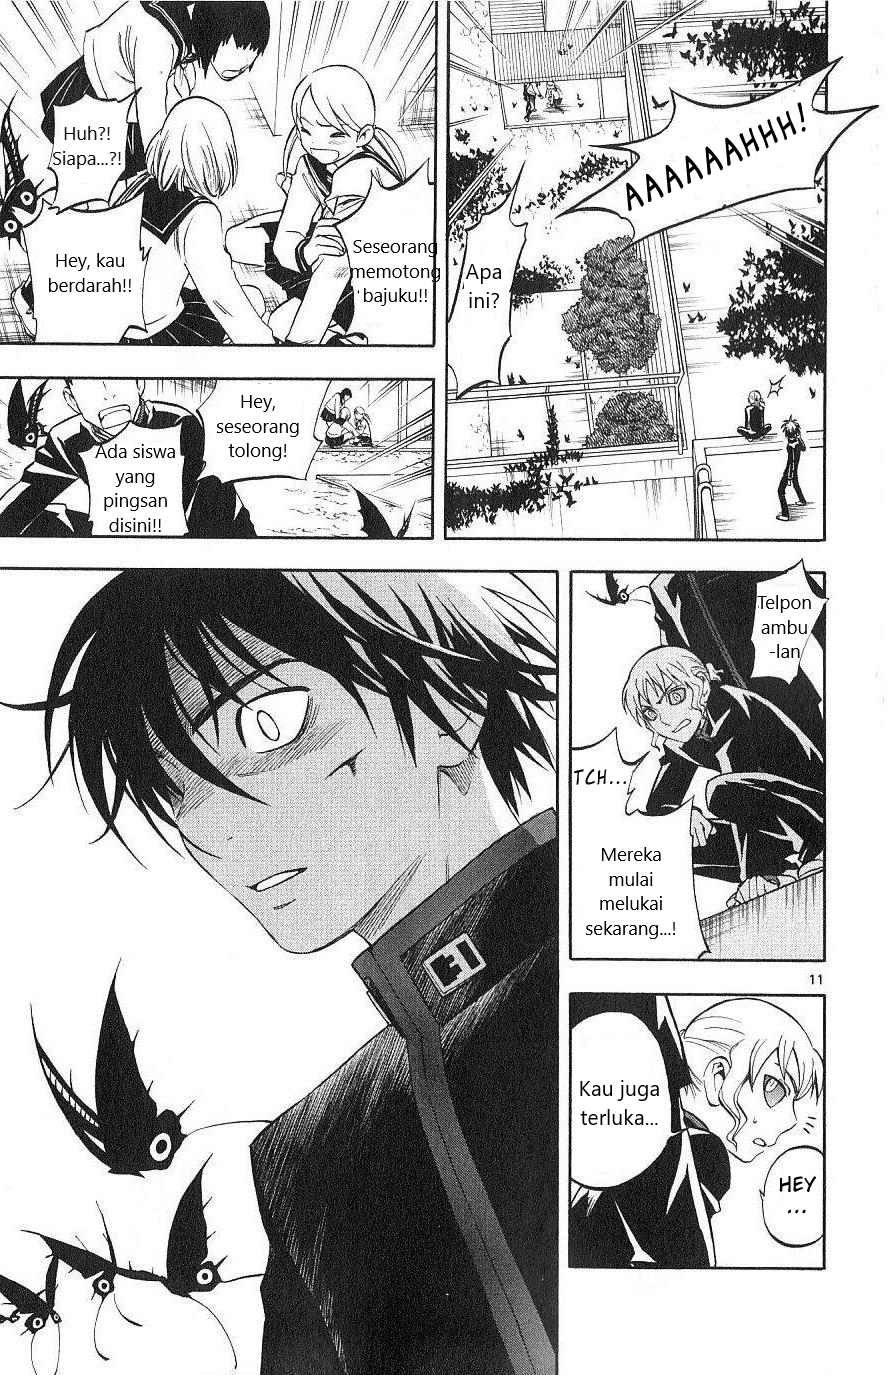 AAAAAAHHH!
Apa
ini?
Seseorang
memotong
bajuku!!
Huh?!
Siapa...?!
Hey, kau
berdarah!!
Hey,
seseorang
tolong!
Ada siswa
yang
pingsan
disini!!
Telpon
ambu
-lan
TCH...
Mereka
mulai
melukai
sekarang...!
11
HEY
...
Kau juga
terluka...